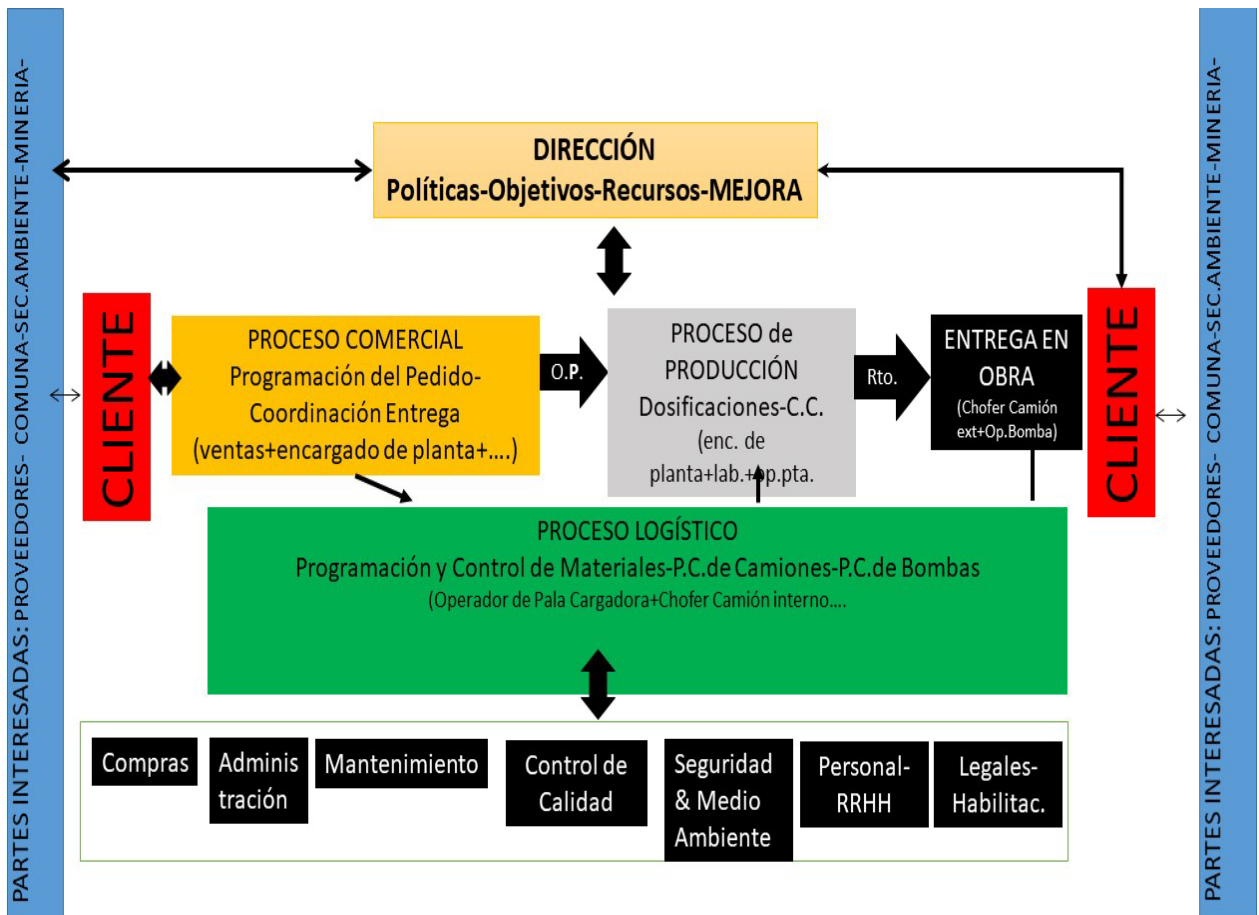 PARTES INTERESADAS: PROVEEDORES- COMUNA-SEC.AMBIENTE-MINERIA-
DIRECCIÓN
Políticas-Objetivos-Recursos-MEJORA
CLIENTE
PROCESO COMERCIAL
Programación del Pedido-
Coordinación Entrega
(ventas+encargado de planta+....)
O.P.
PROCESO de
PRODUCCIÓN
Dosificaciones-C.C.
(enc. de
planta+lab.+op.pta.
Rto.
ENTREGA EN
OBRA
(Chofer Camión
ext+Op.Bomba)
CLIENTE
PROCESO LOGÍSTICO
Programación y Control de Materiales-P.C.de Camiones-P.C.de Bombas
(Operador de Pala Cargadora+Chofer Camión interno....
Compras
Adminis
tración
Mantenimiento
Control de
Calidad
Seguridad
& Medio
Ambiente
Personal-
RRHH
Legales-
Habilitac.
PARTES INTERESADAS: PROVEEDORES- COMUNA-SEC.AMBIENTE-MINERIA-